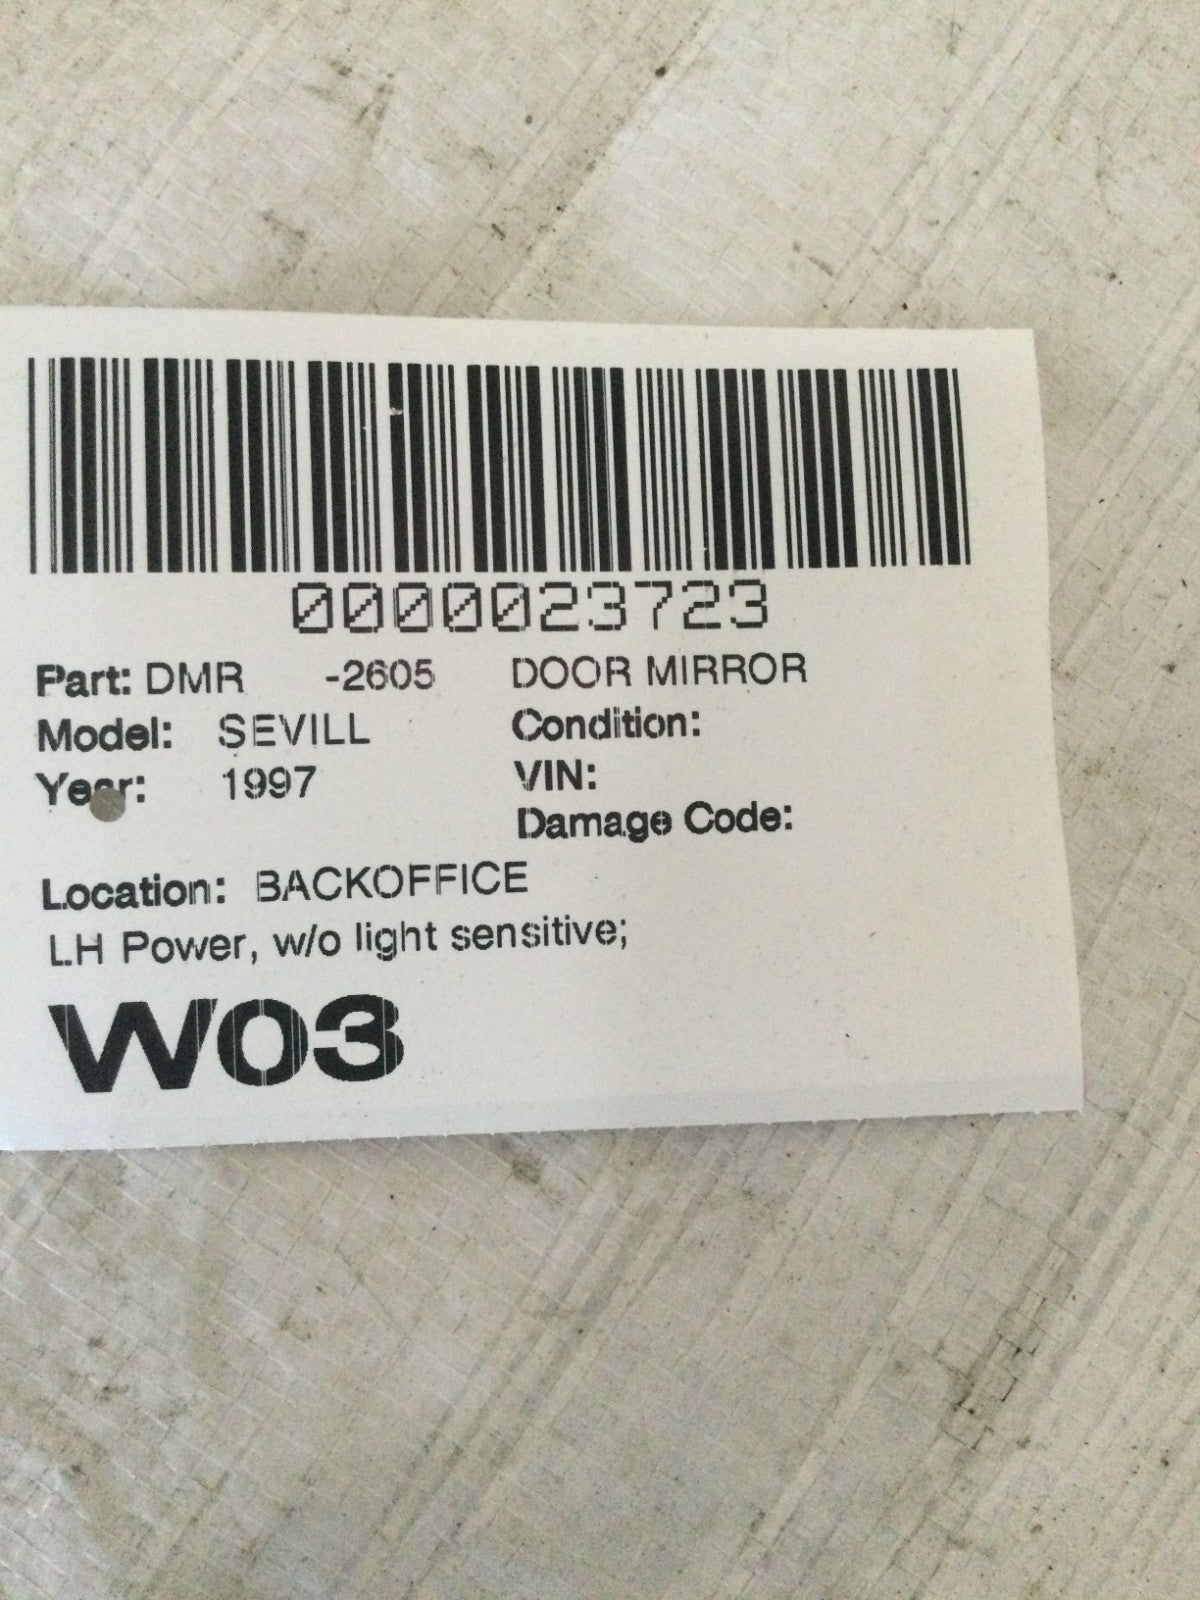 0000023723
Part: DMR -2605 DOOR MIRROR
Model: SEVILL Condition:
Year: 1997 VIN:
Damage Code:
Location: BACKOFFICE
LH Power, w/o light sensitive;
W03